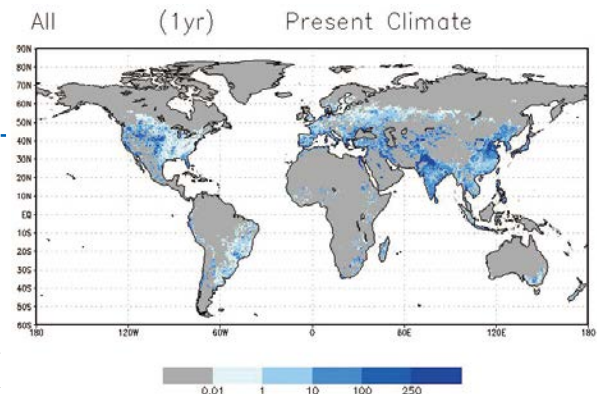 All (1yr) Present Climate
90N
80N
70N
60N
50N
40N
30N
20N
10N
EQ
10S
20S
30S
40S
50S
60S
180 120W 60W 0 60E 120E 180
0.01 1 10 100 250